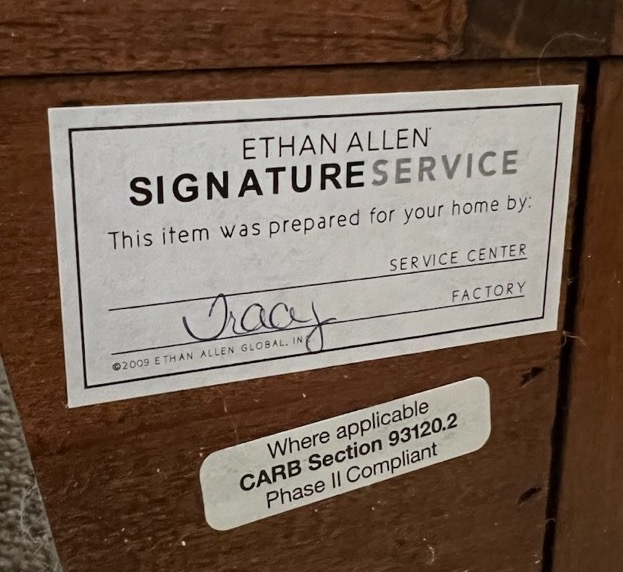 ETHAN ALLEN
SIGNATURESERVICE
This item was prepared for your home by:
SERVICE CENTER
Tracy FACTORY
©2009 ETHAN ALLEN GLOBAL, IN
Where applicable
CARB Section 93120.2
Phase II Compliant